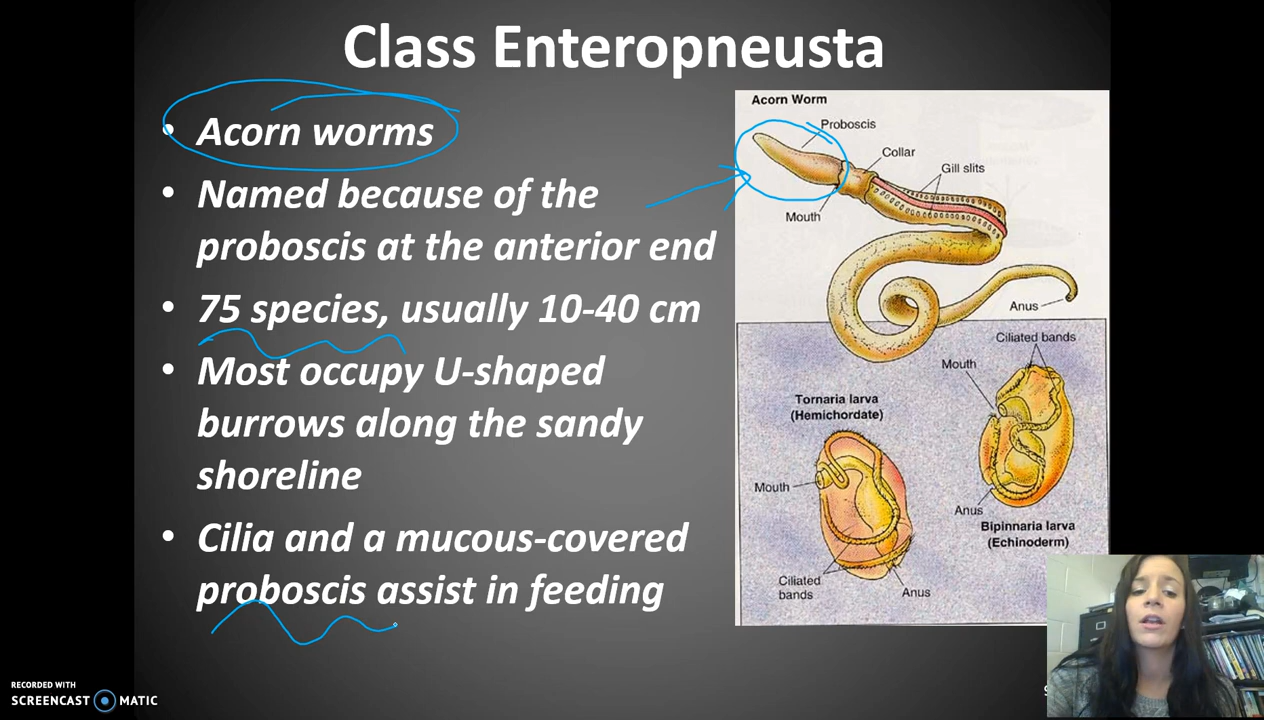 Class Enteropneusta
• Acorn worms
• Named because of the
proboscis at the anterior end
• 75 species, usually 10-40 cm
• Most occupy U-shaped
burrows along the sandy
shoreline
• Cilia and a mucous-covered
proboscis assist in feeding
Acorn Worm
Proboscis
Collar
Gill slits
Mouth
Anus
Ciliated bands
Mouth
Tornaria larva
(Hemichordate)
Mouth
Anus
Bipinnaria larva
(Echinoderm)
Ciliated
bands
Anus
RECORDED WITH
SCREENCAST MATIC